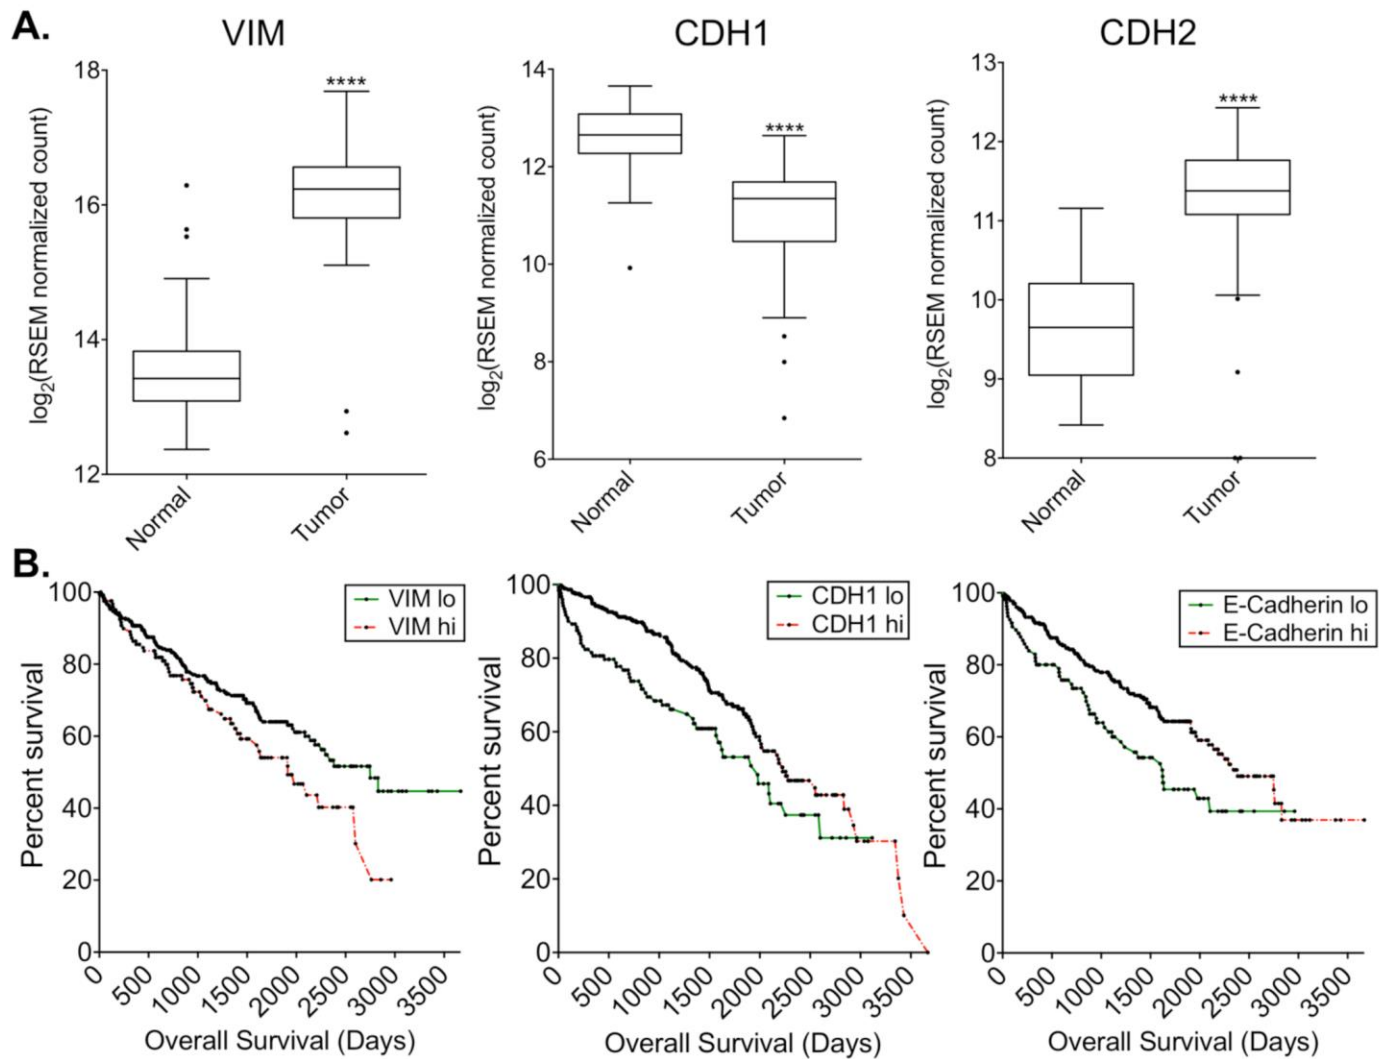 A.
VIM
CDH1
CDH2
log2(RSEM normalized count)
18
16
14
12
****
Normal
Tumor
log2(RSEM normalized count)
14
12
10
8
6
****
Normal
Tumor
log2(RSEM normalized count)
13
12
11
10
9
8
****
Normal
Tumor
B.
Percent survival
100
80
60
40
20
0
VIM lo
VIM hi
0
500
1000
1500
2000
2500
3000
3500
Overall Survival (Days)
Percent survival
100
80
60
40
20
0
CDH1 lo
CDH1 hi
0
500
1000
1500
2000
2500
3000
3500
Overall Survival (Days)
Percent survival
100
80
60
40
20
0
E-Cadherin lo
E-Cadherin hi
0
500
1000
1500
2000
2500
3000
3500
Overall Survival (Days)